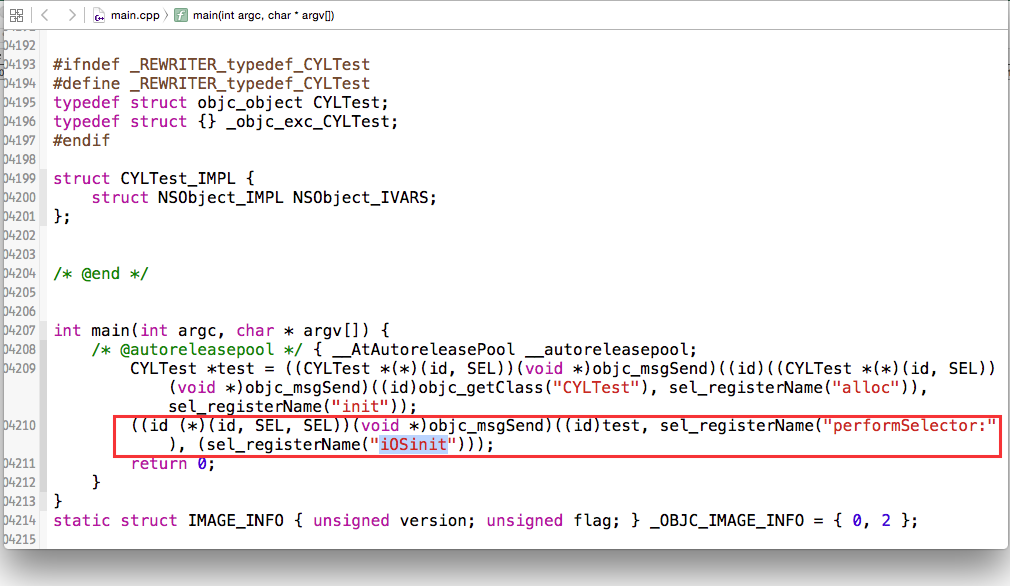 main.cpp main(int argc, char * argv[])
04192
04193 #ifndef _REWRITER_typedef_CYLTest
04194 #define _REWRITER_typedef_CYLTest
04195 typedef struct objc_object CYLTest;
04196 typedef struct {} _objc_exc_CYLTest;
04197 #endif
04198
04199 struct CYLTest_IMPL {
04200 struct NSObject_IMPL NSObject_IVARS;
04201 };
04202
04203
04204 /* @end */
04205
04206
04207 int main(int argc, char * argv[]) {
04208 /* @autoreleasepool */ { __AtAutoreleasePool __autoreleasepool;
04209 CYLTest *test = ((CYLTest *(*)(id, SEL))(void *)objc_msgSend)((id)((CYLTest *(*)(id, SEL))
(void *)objc_msgSend)((id)objc_getClass("CYLTest"), sel_registerName("alloc")),
sel_registerName("init"));
04210 ((id (*)(id, SEL, SEL))(void *)objc_msgSend)((id)test, sel_registerName("performSelector:"
), (sel_registerName("iOSinit")));
04211 return 0;
04212 }
04213 }
04214 static struct IMAGE_INFO { unsigned version; unsigned flag; } _OBJC_IMAGE_INFO = { 0, 2 };
04215